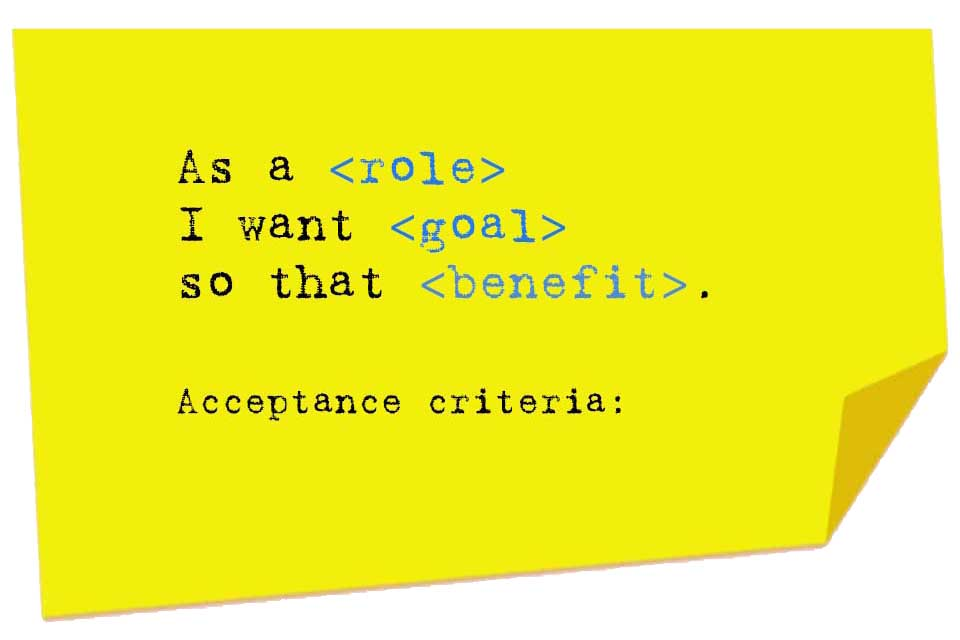 As a <role>
I want <goal>
so that <benefit>.
Acceptance criteria: